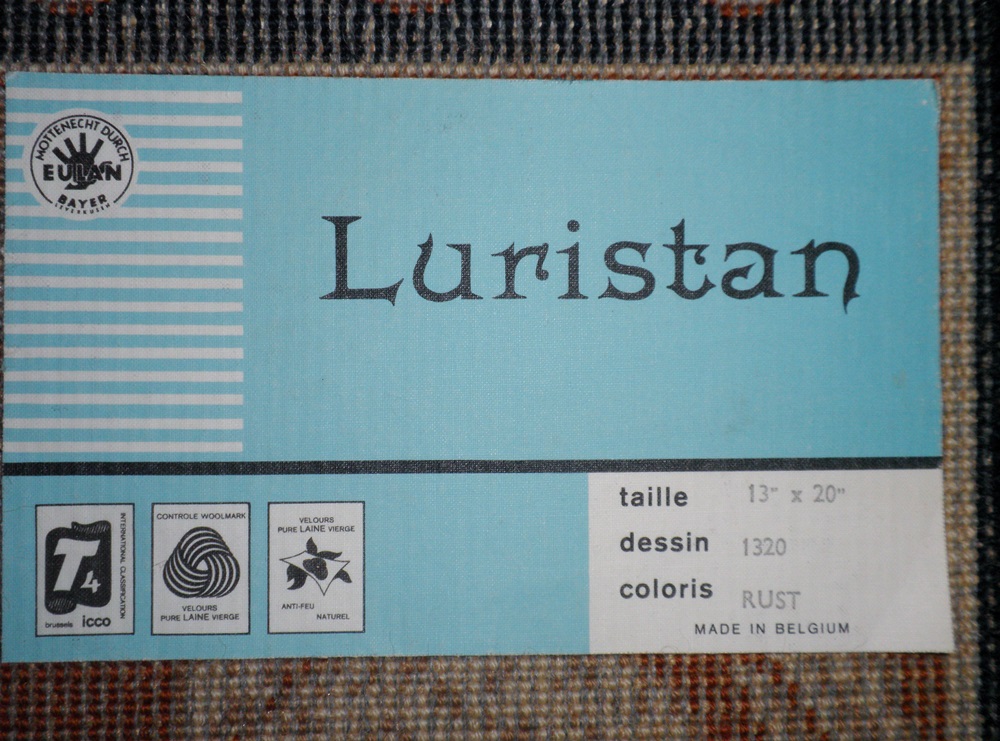 MOTTENECHT DURCH
EULAN
BAYER
LEVERKUSEN
Luristan
T4
INTERNATIONAL CLASSIFICATION
brussels icco
CONTROLE WOOLMARK
VELOURS
PURE LAINE VIERGE
VELOURS
PURE LAINE VIERGE
ANTI-FEU
NATUREL
taille 13" x 20"
dessin 1320
coloris RUST
MADE IN BELGIUM